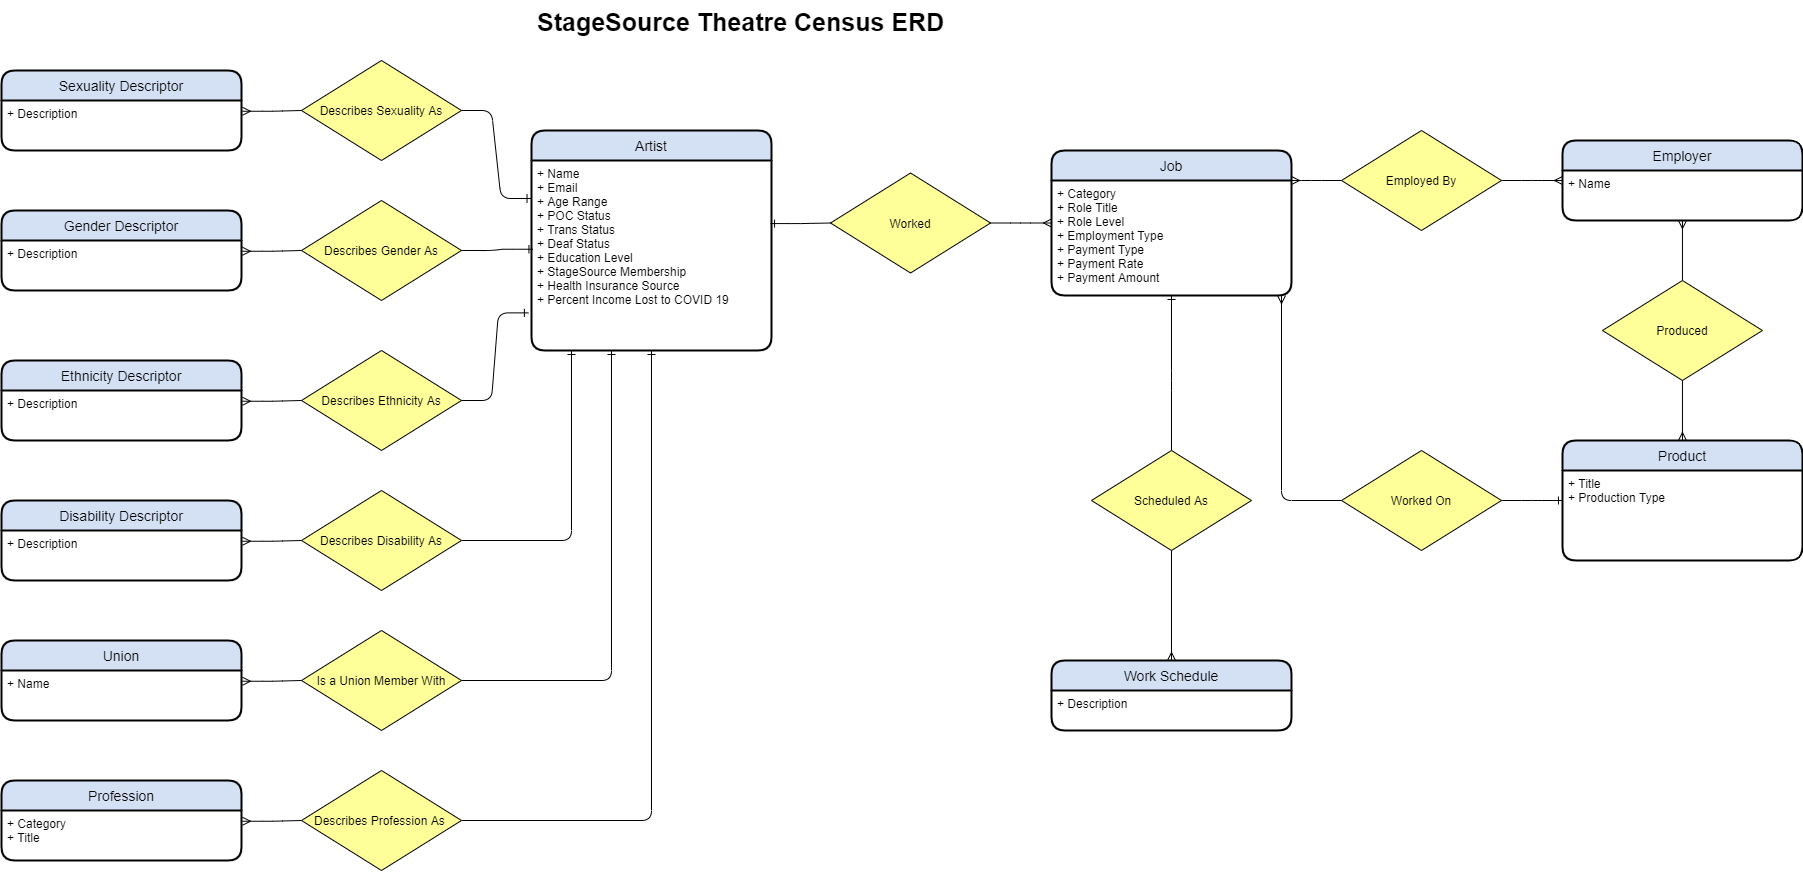 StageSource Theatre Census ERD
Sexuality Descriptor
+ Description
Describes Sexuality As
Gender Descriptor
+ Description
Describes Gender As
Ethnicity Descriptor
+ Description
Describes Ethnicity As
Disability Descriptor
+ Description
Describes Disability As
Union
+ Name
Is a Union Member With
Profession
+ Category
+ Title
Describes Profession As
Artist
+ Name
+ Email
+ Age Range
+ POC Status
+ Trans Status
+ Deaf Status
+ Education Level
+ StageSource Membership
+ Health Insurance Source
+ Percent Income Lost to COVID 19
Worked
Job
+ Category
+ Role Title
+ Role Level
+ Employment Type
+ Payment Type
+ Payment Rate
+ Payment Amount
Employed By
Employer
+ Name
Produced
Product
+ Title
+ Production Type
Worked On
Scheduled As
Work Schedule
+ Description